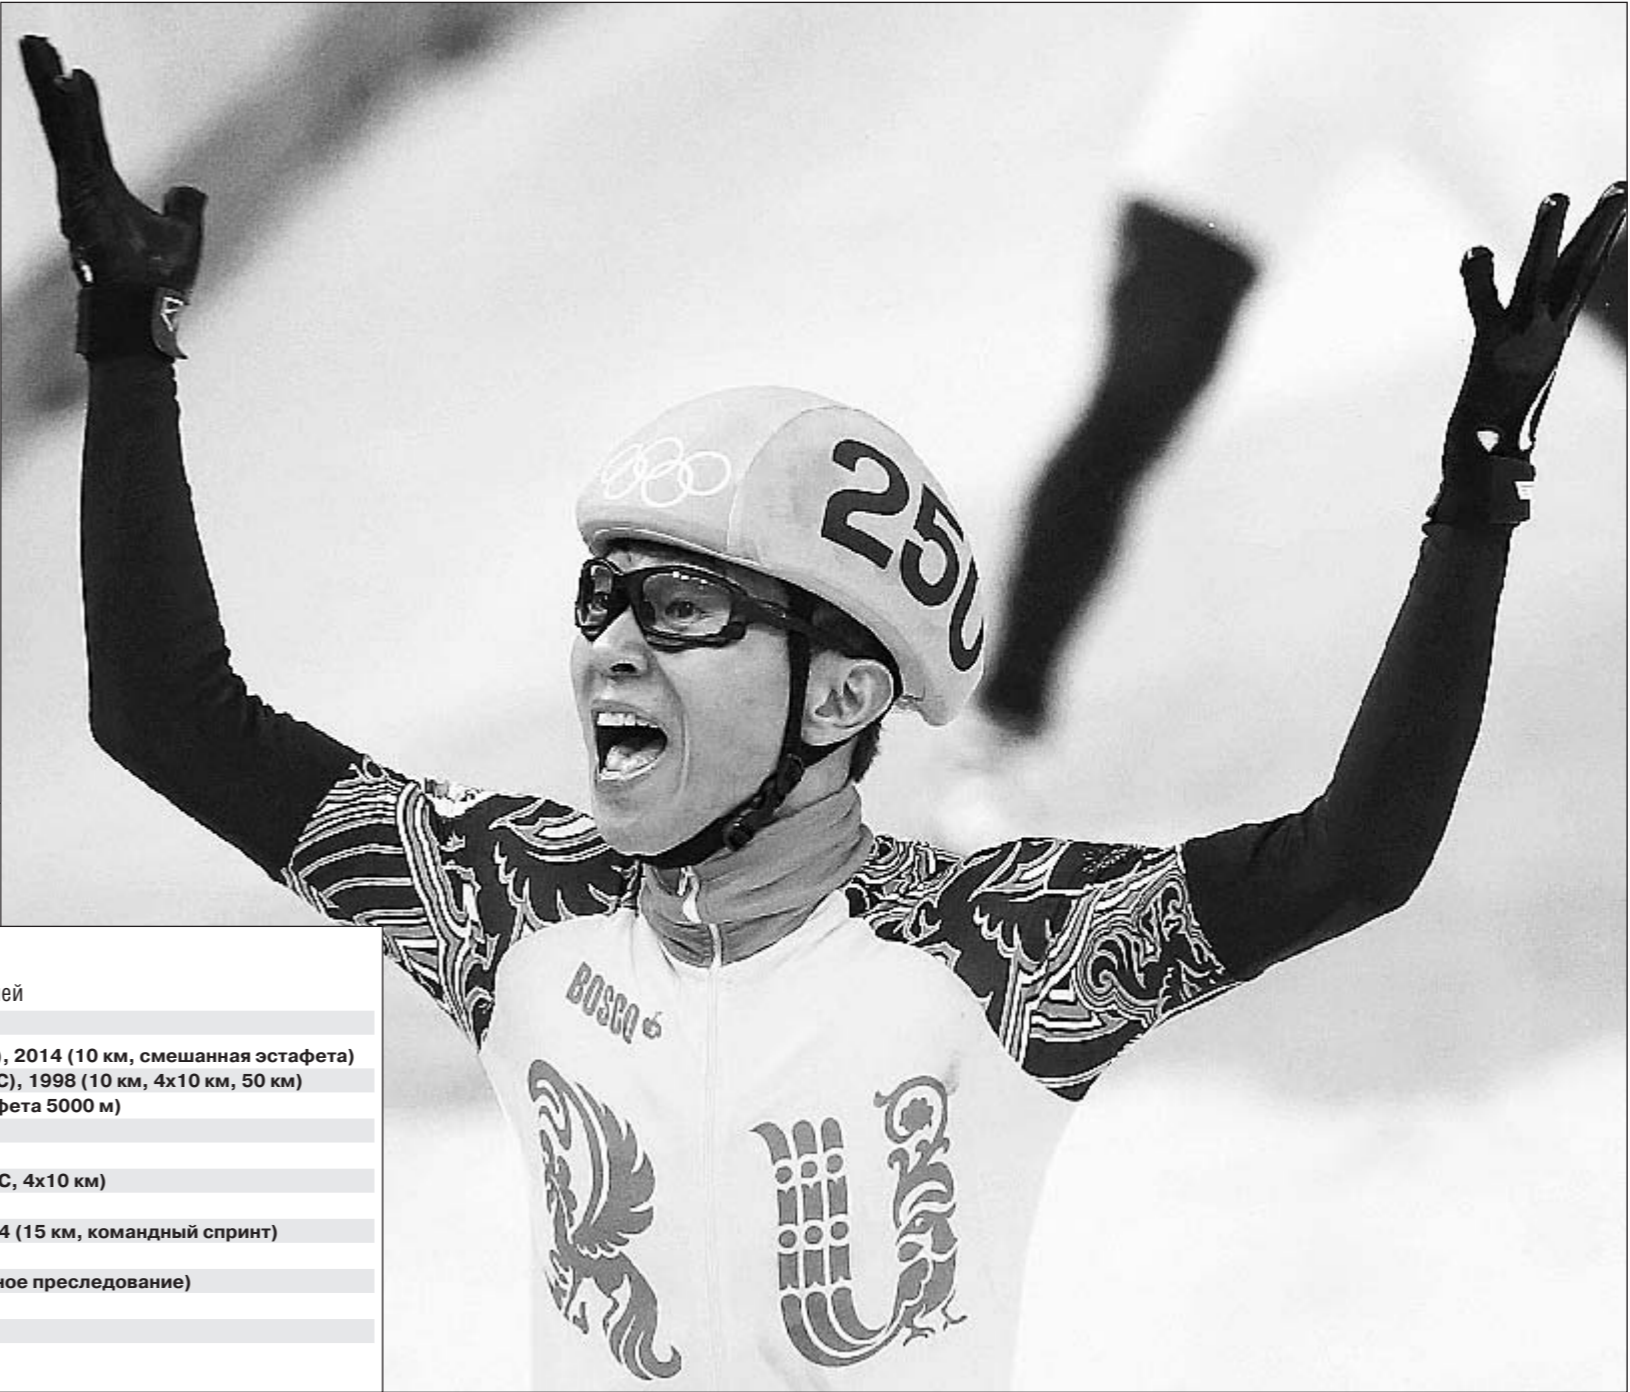 250
BOSCO
RU
ей
, 2014 (10 км, смешанная эстафета)
С), 1998 (10 км, 4х10 км, 50 км)
фета 5000 м)
С, 4х10 км)
4 (15 км, командный спринт)
ное преследование)